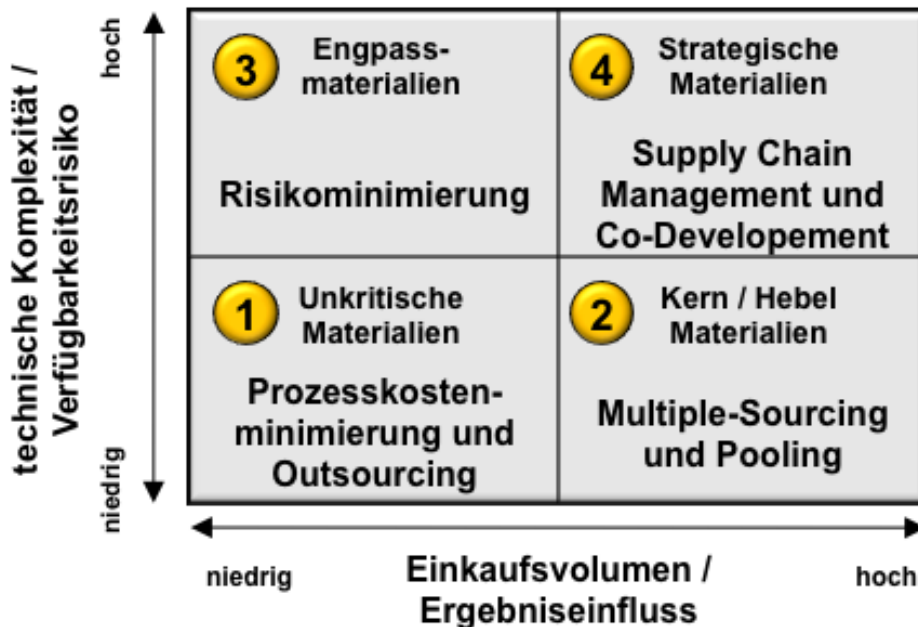 technische Komplexität /
Verfügbarkeitsrisiko
hoch
niedrig
3
Engpass-
materialien
Risikominimierung
4
Strategische
Materialien
Supply Chain
Management und
Co-Developement
1
Unkritische
Materialien
Prozesskosten-
minimierung und
Outsourcing
2
Kern / Hebel
Materialien
Multiple-Sourcing
und Pooling
niedrig
Einkaufsvolumen /
Ergebniseinfluss
hoch